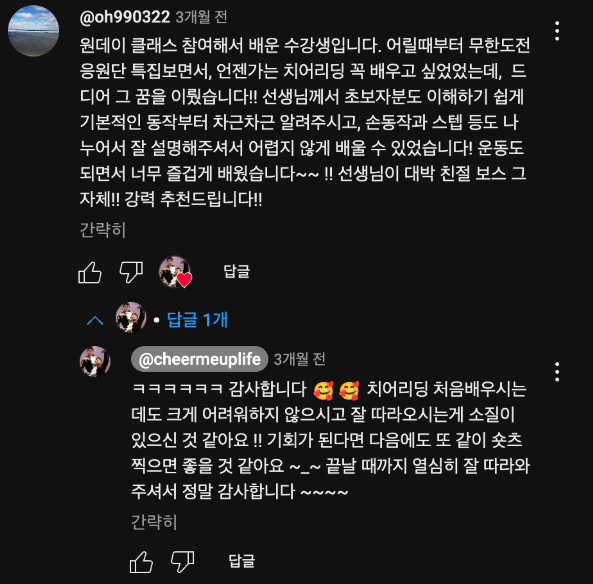 @oh990322 3개월 전
원데이 클래스 참여해서 배운 수강생입니다. 어릴때부터 무한도전
응원단 특집보면서, 언젠가는 치어리딩 꼭 배우고 싶었었는데, 드
디어 그 꿈을 이뤘습니다!! 선생님께서 초보자분도 이해하기 쉽게
기본적인 동작부터 차근차근 알려주시고, 손동작과 스텝 등도 나
누어서 잘 설명해주셔서 어렵지 않게 배울 수 있었습니다! 운동도
되면서 너무 즐겁게 배웠습니다~~ !! 선생님이 대박 친절 보스 그
자체!! 강력 추천드립니다!!
간략히
답글
답글 1개
@cheermeuplife 3개월 전
ㅋㅋㅋㅋㅋㅋ 감사합니다 🥰 🥰 치어리딩 처음배우시는
데도 크게 어려워하지 않으시고 잘 따라오시는게 소질이
있으신 것 같아요 !! 기회가 된다면 다음에도 또 같이 숏츠
찍으면 좋을 것 같아요 ~_~ 끝날 때까지 열심히 잘 따라와
주셔서 정말 감사합니다 ~~~~
간략히
답글